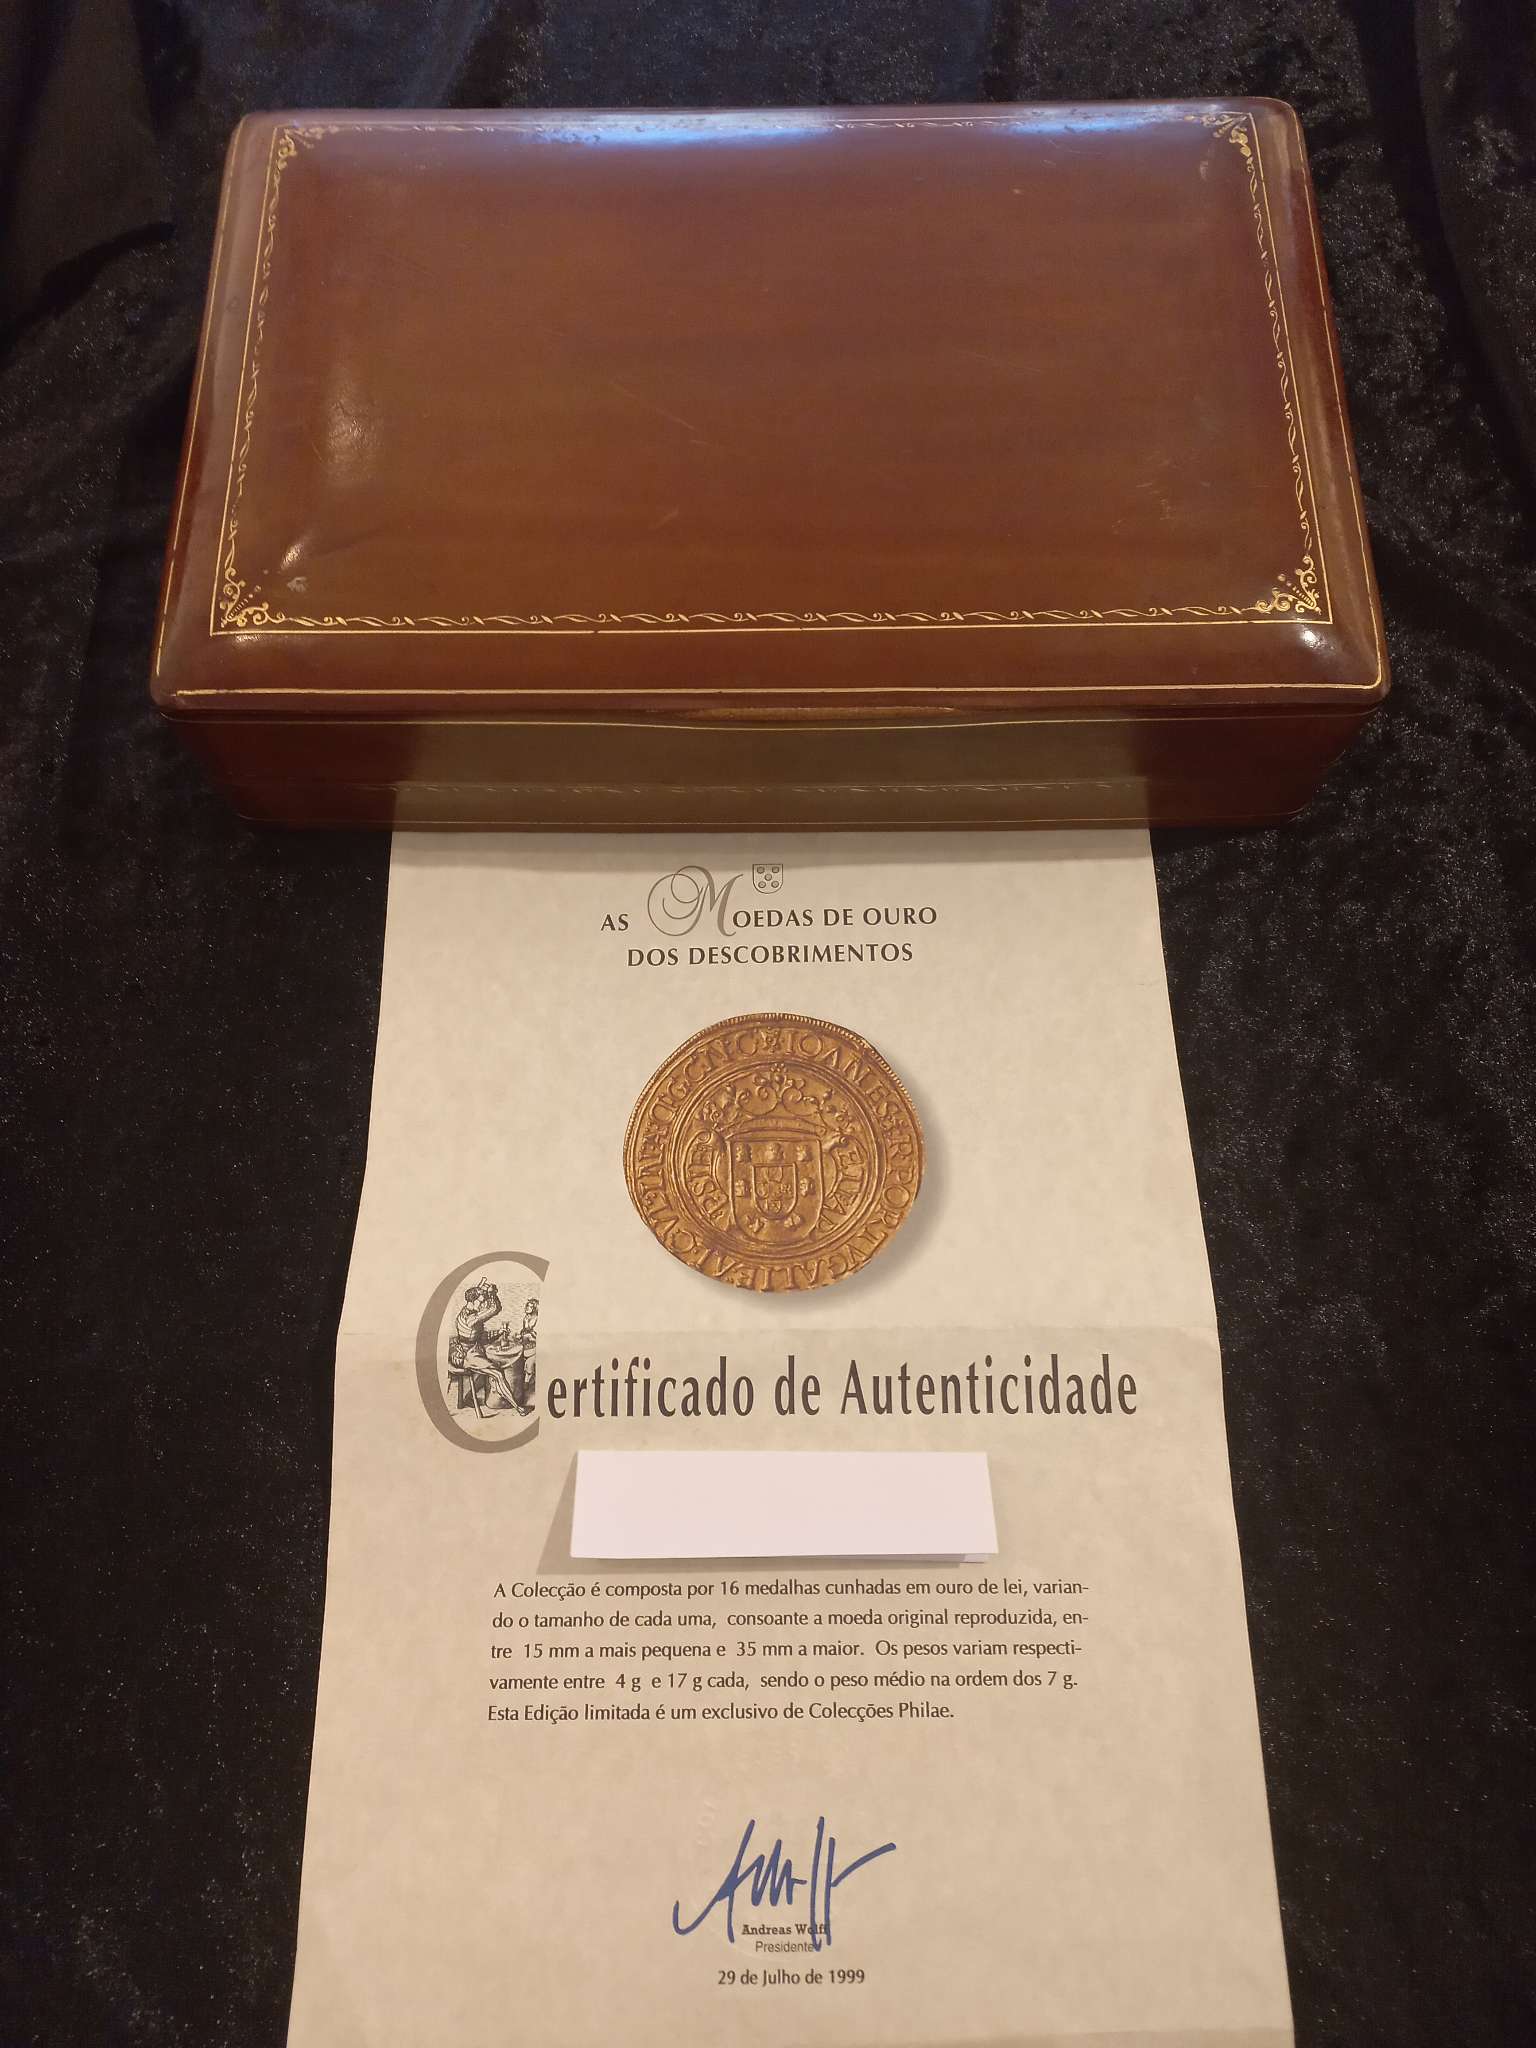 AS MOEDAS DE OURO
DOS DESCOBRIMENTOS
Certificado de Autenticidade
A Colecção é composta por 16 medalhas cunhadas em ouro de lei, varian-
do o tamanho de cada uma, consoante a moeda original reproduzida, en-
tre 15 mm a mais pequena e 35 mm a maior. Os pesos variam respecti-
vamente entre 4 g e 17 g cada, sendo o peso médio na ordem dos 7 g.
Esta Edição limitada é um exclusivo de Colecções Philae.
Andreas Wolff
Presidente
29 de Julho de 1999